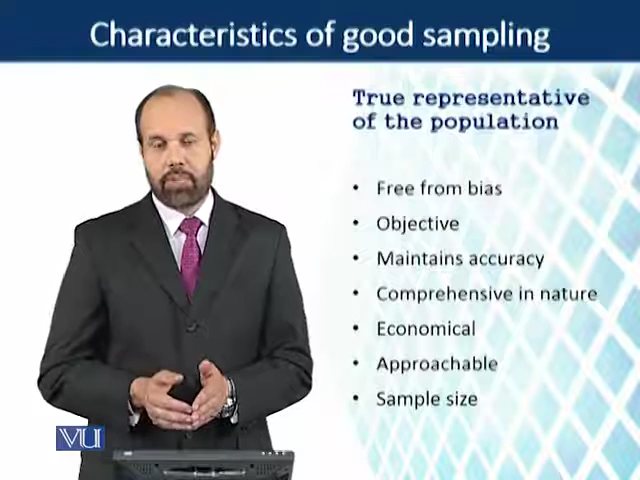 Characteristics of good sampling
True representative
of the population
• Free from bias
• Objective
• Maintains accuracy
• Comprehensive in nature
• Economical
• Approachable
• Sample size
VU